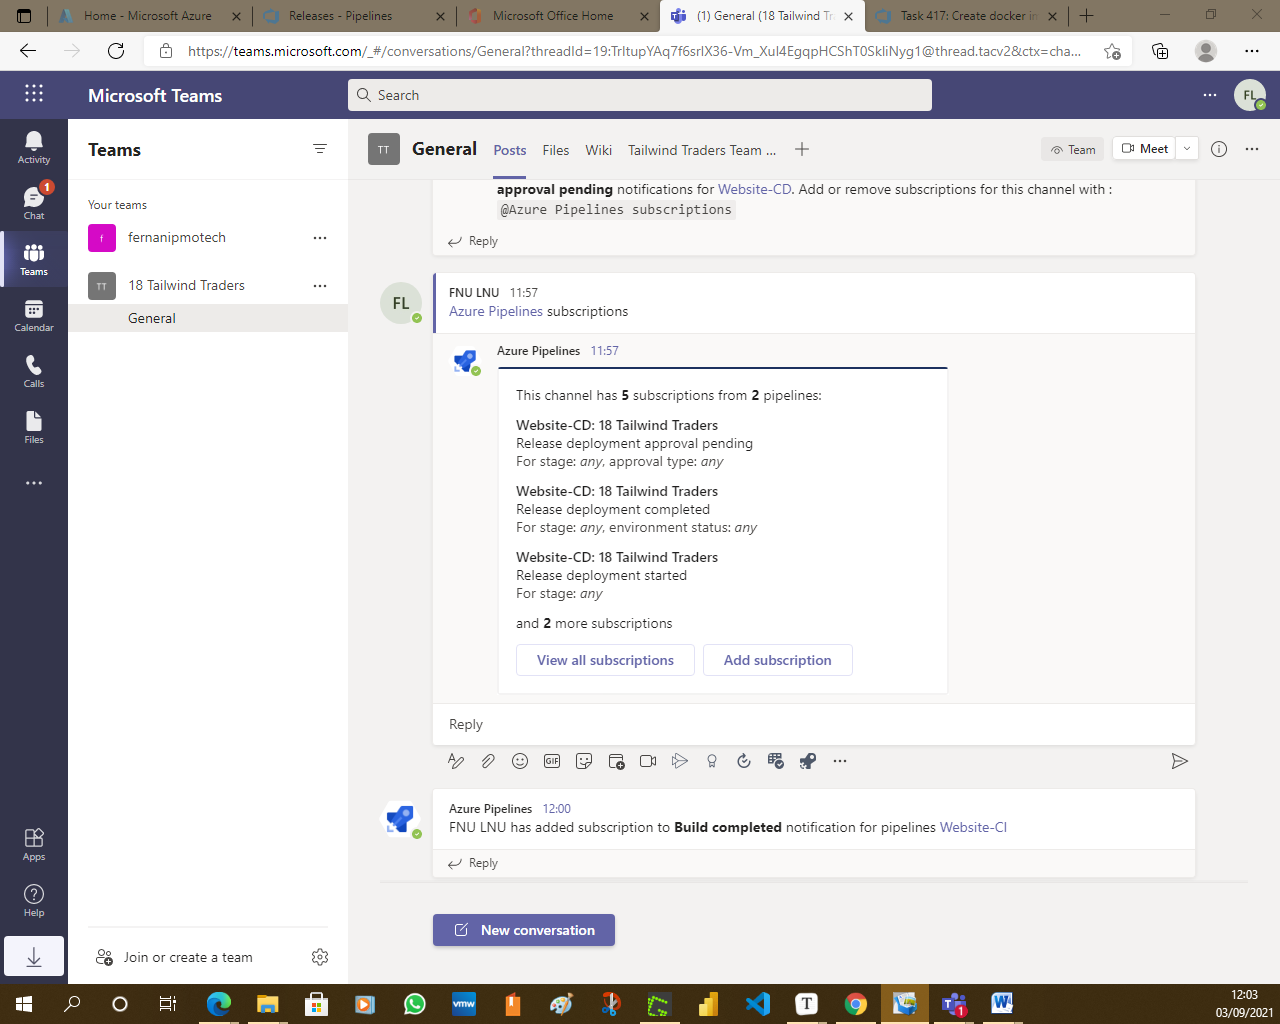 Home - Microsoft Azure
Releases - Pipelines
Microsoft Office Home
(1) General (18 Tailwind Tr
Task 417: Create docker in
https://teams.microsoft.com/_#/conversations/General?threadId=19:TrItupYAq7f6srIX36-Vm_Xul4EgqpHCShT0SkIiNyg1@thread.tacv2&ctx=cha...
Microsoft Teams
Search
FL
Activity
Chat
1
Teams
Calendar
Calls
Files
Apps
Help
Teams
Your teams
f
fernanipmotech
TT
18 Tailwind Traders
General
Join or create a team
TT
General
Posts
Files
Wiki
Tailwind Traders Team ...
Team
Meet
approval pending notifications for Website-CD. Add or remove subscriptions for this channel with :
@Azure Pipelines subscriptions
Reply
FL
FNU LNU 11:57
Azure Pipelines subscriptions
Azure Pipelines 11:57
This channel has 5 subscriptions from 2 pipelines:
Website-CD: 18 Tailwind Traders
Release deployment approval pending
For stage: any, approval type: any
Website-CD: 18 Tailwind Traders
Release deployment completed
For stage: any, environment status: any
Website-CD: 18 Tailwind Traders
Release deployment started
For stage: any
and 2 more subscriptions
View all subscriptions
Add subscription
Reply
GIF
Azure Pipelines 12:00
FNU LNU has added subscription to Build completed notification for pipelines Website-CI
Reply
New conversation
vmw
T
1
W
12:03
03/09/2021